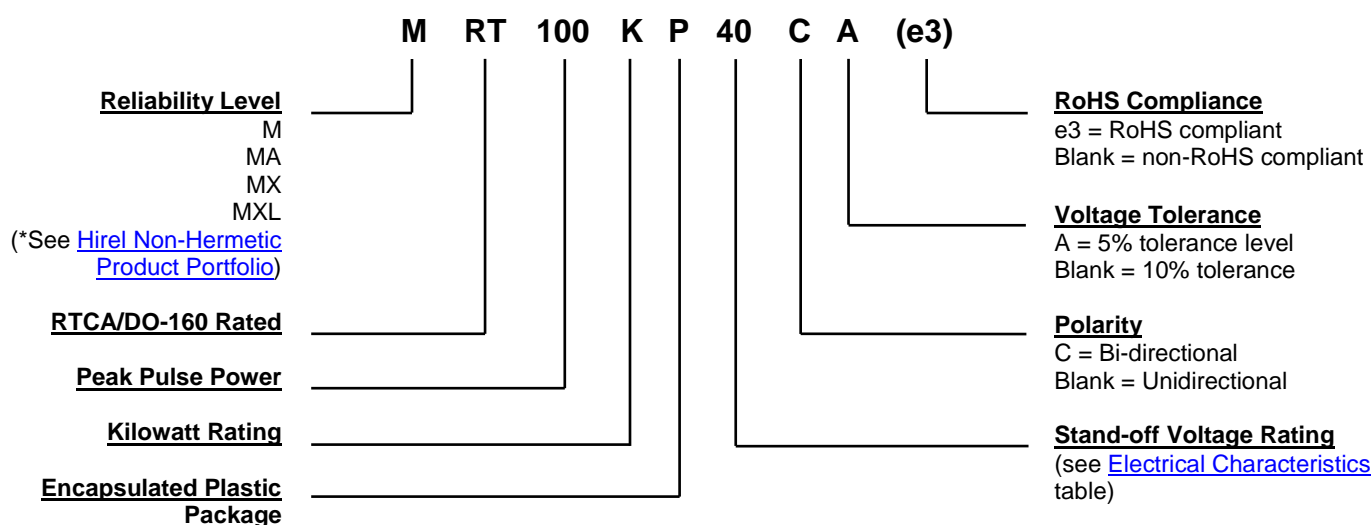 M RT 100 K P 40 C A (e3)
Reliability Level
M
MA
MX
MXL
(*See Hirel Non-Hermetic
Product Portfolio)
RTCA/DO-160 Rated
Peak Pulse Power
Kilowatt Rating
Encapsulated Plastic
Package
RoHS Compliance
e3 = RoHS compliant
Blank = non-RoHS compliant
Voltage Tolerance
A = 5% tolerance level
Blank = 10% tolerance
Polarity
C = Bi-directional
Blank = Unidirectional
Stand-off Voltage Rating
(see Electrical Characteristics
table)